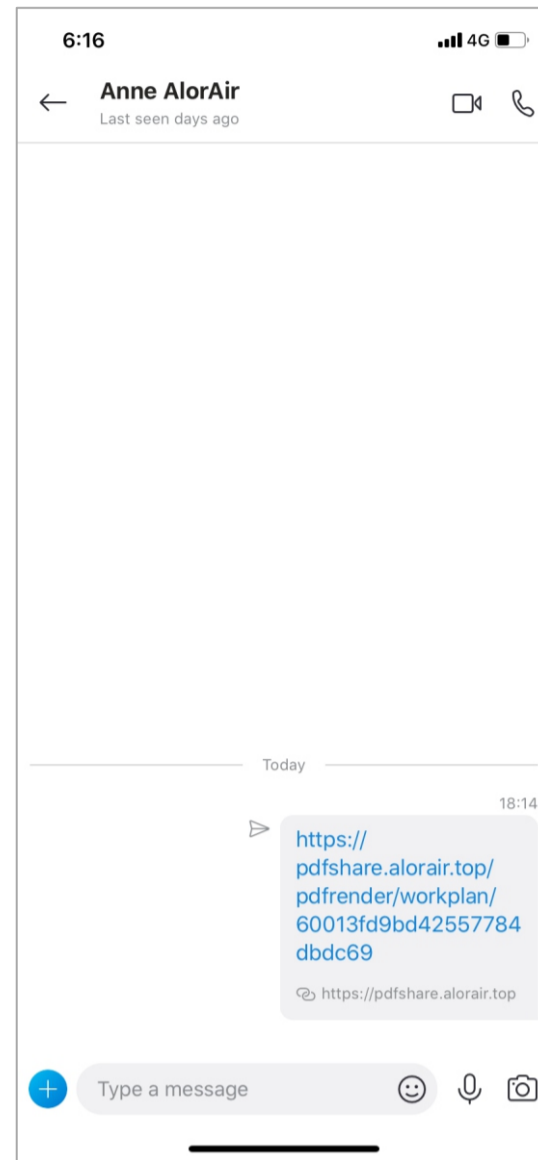 6:16
4G
Anne AlorAir
Last seen days ago
Today
18:14
https://
pdfshare.alorair.top/
pdfrender/workplan/
60013fd9bd42557784
dbdc69
https://pdfshare.alorair.top
Type a message